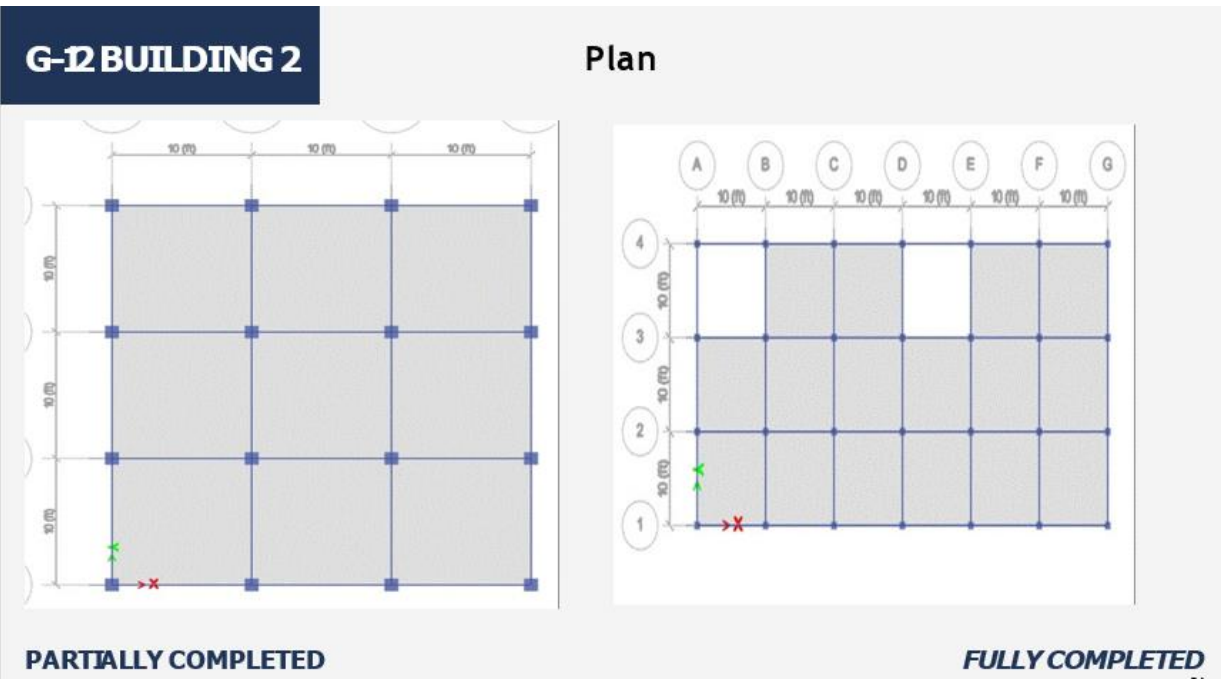 G-12 BUILDING 2
Plan
10 (ft) 10 (ft) 10 (ft)
10 (ft)
10 (ft)
10 (ft)
X
A B C D E F G
10 (ft) 10 (ft) 10 (ft) 10 (ft) 10 (ft) 10 (ft)
4
10 (ft)
3
10 (ft)
2
10 (ft)
1
X
PARTIALLY COMPLETED
FULLY COMPLETED